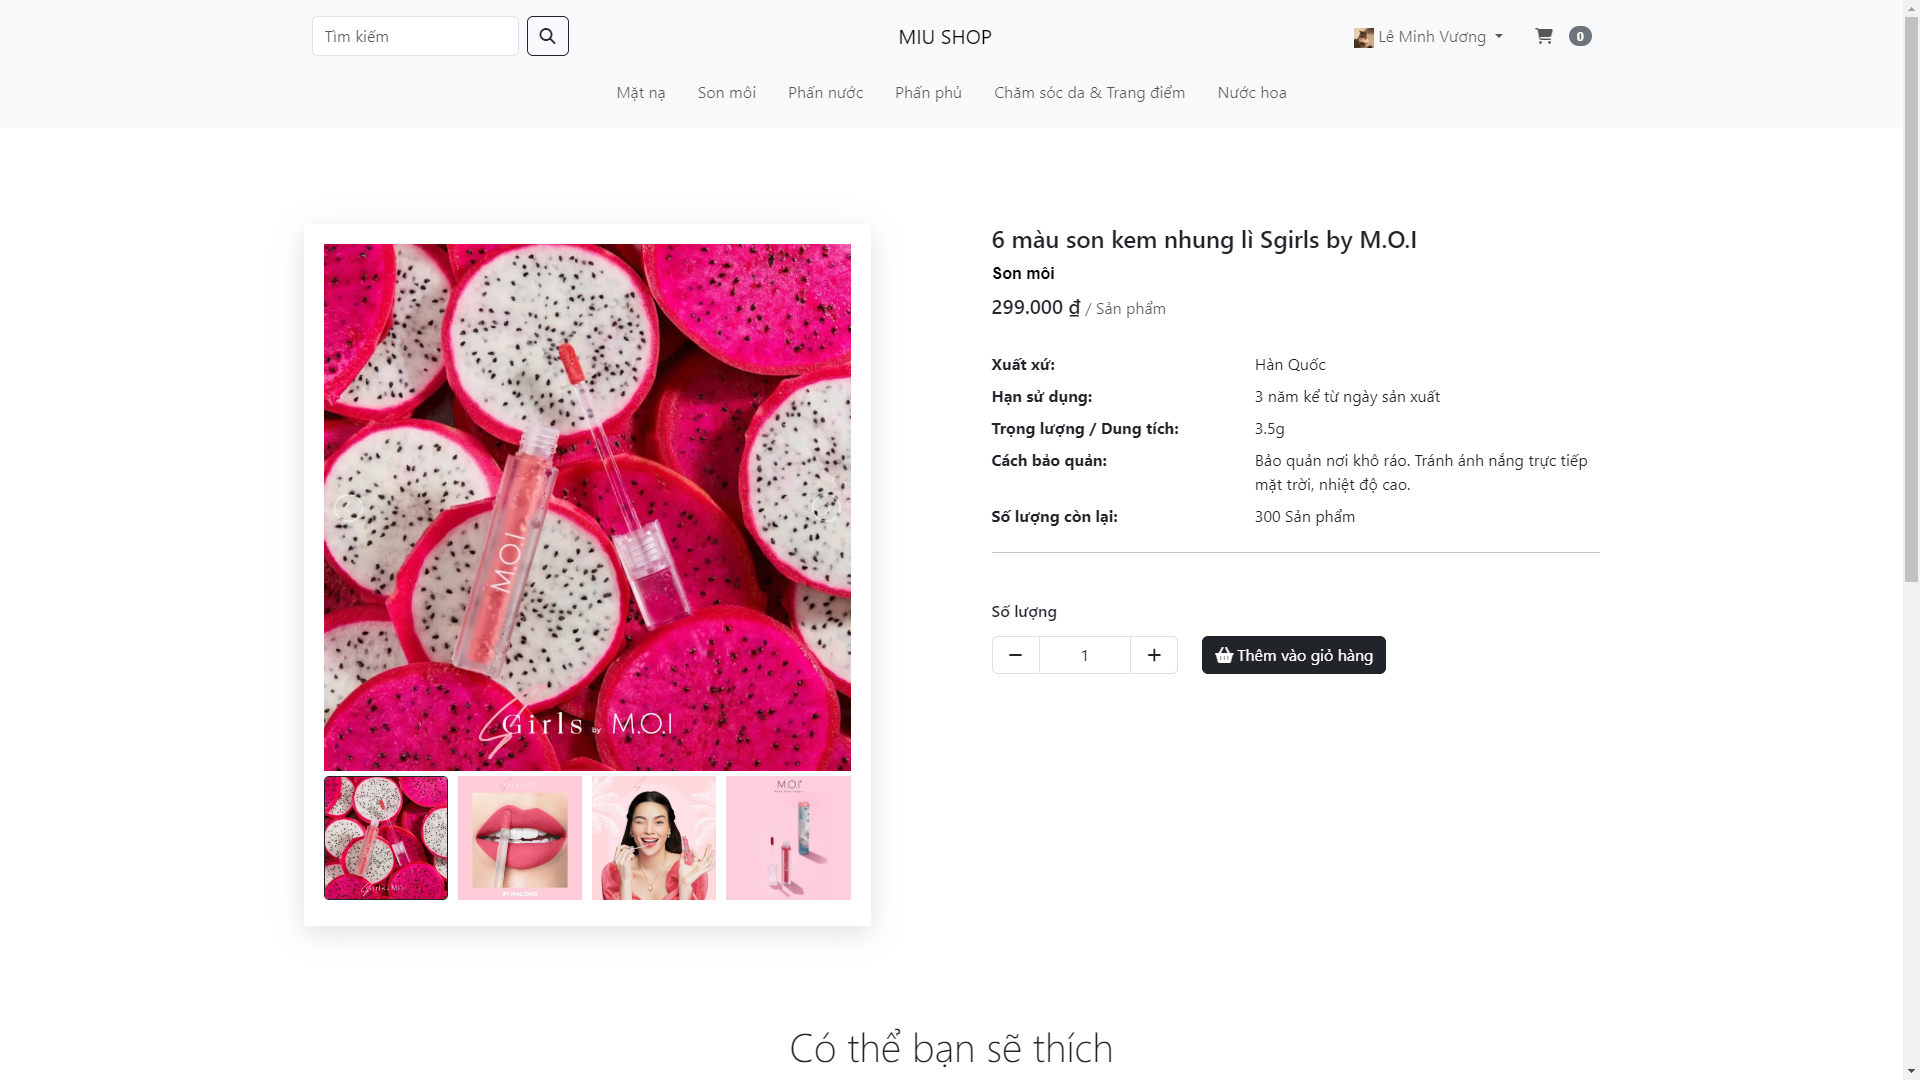 Tìm kiếm
MIU SHOP
Lê Minh Vương
0
Mặt nạ
Son môi
Phấn nước
Phấn phủ
Chăm sóc da & Trang điểm
Nước hoa
M.O.I
SGirls by M.O.I
M.O.I
6 màu son kem nhung lì Sgirls by M.O.I
Son môi
299.000 ₫ / Sản phẩm
Xuất xứ: Hàn Quốc
Hạn sử dụng: 3 năm kể từ ngày sản xuất
Trọng lượng / Dung tích: 3.5g
Cách bảo quản: Bảo quản nơi khô ráo. Tránh ánh nắng trực tiếp
mặt trời, nhiệt độ cao.
Số lượng còn lại: 300 Sản phẩm
Số lượng
1
Thêm vào giỏ hàng
Có thể bạn sẽ thích